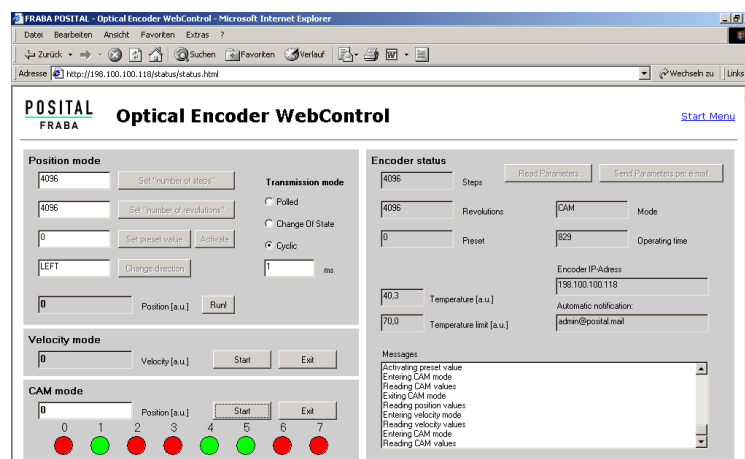 FRABA POSITAL - Optical Encoder WebControl - Microsoft Internet Explorer
Datei Bearbeiten Ansicht Favoriten Extras ?
Zurück Suchen Favoriten Verlauf
Adresse http://198.100.100.118/status/status.html Wechseln zu Links
POSITAL
FRABA
Optical Encoder WebControl
Start Menu
Position mode
4096 Set "number of steps"
4096 Set "number of revolutions"
0 Set preset value Activate
LEFT Change direction
0 Position [a.u.] Run!
Transmission mode
Polled
Change Of State
Cyclic
1 ms
Velocity mode
0 Velocity [a.u.] Start Exit
CAM mode
0 Position [a.u.] Start Exit
0 1 2 3 4 5 6 7
Encoder status
Read Parameters Send Parameters per e-mail
4096 Steps
4096 Revolutions CAM Mode
0 Preset 829 Operating time
Encoder IP-Adress
198.100.100.118
40,3 Temperature [a.u.]
Automatic notification:
70,0 Temperature limit [a.u.] admin@posital.mail
Messages
Activating preset value
Entering CAM mode
Reading CAM values
Exiting CAM mode
Reading position values
Entering velocity mode
Reading velocity values
Entering CAM mode
Reading CAM values